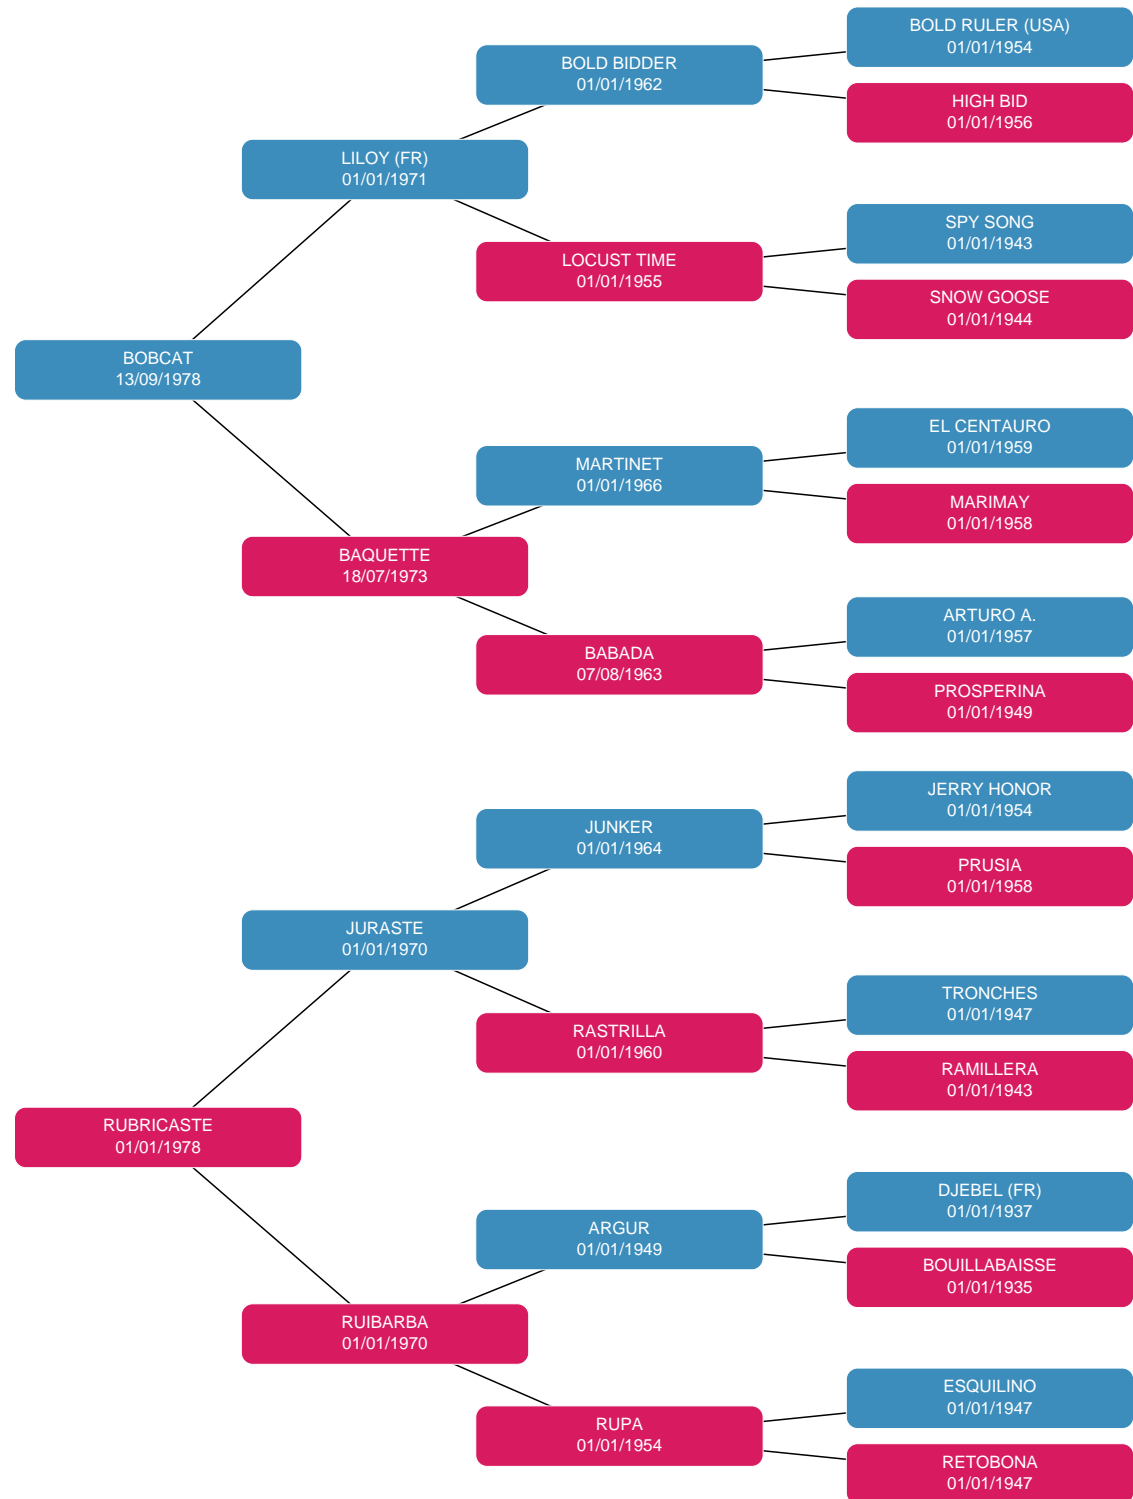 BOLD RULER (USA)
01/01/1954
BOLD BIDDER
01/01/1962
HIGH BID
01/01/1956
LILOY (FR)
01/01/1971
SPY SONG
01/01/1943
LOCUST TIME
01/01/1955
SNOW GOOSE
01/01/1944
BOBCAT
13/09/1978
EL CENTAURO
01/01/1959
MARTINET
01/01/1966
MARIMAY
01/01/1958
BAQUETTE
18/07/1973
ARTURO A.
01/01/1957
BABADA
07/08/1963
PROSPERINA
01/01/1949
JERRY HONOR
01/01/1954
JUNKER
01/01/1964
PRUSIA
01/01/1958
JURASTE
01/01/1970
TRONCHES
01/01/1947
RASTRILLA
01/01/1960
RAMILLERA
01/01/1943
RUBRICASTE
01/01/1978
DJEBEL (FR)
01/01/1937
ARGUR
01/01/1949
BOUILLABAISSE
01/01/1935
RUIBARBA
01/01/1970
ESQUILINO
01/01/1947
RUPA
01/01/1954
RETOBONA
01/01/1947